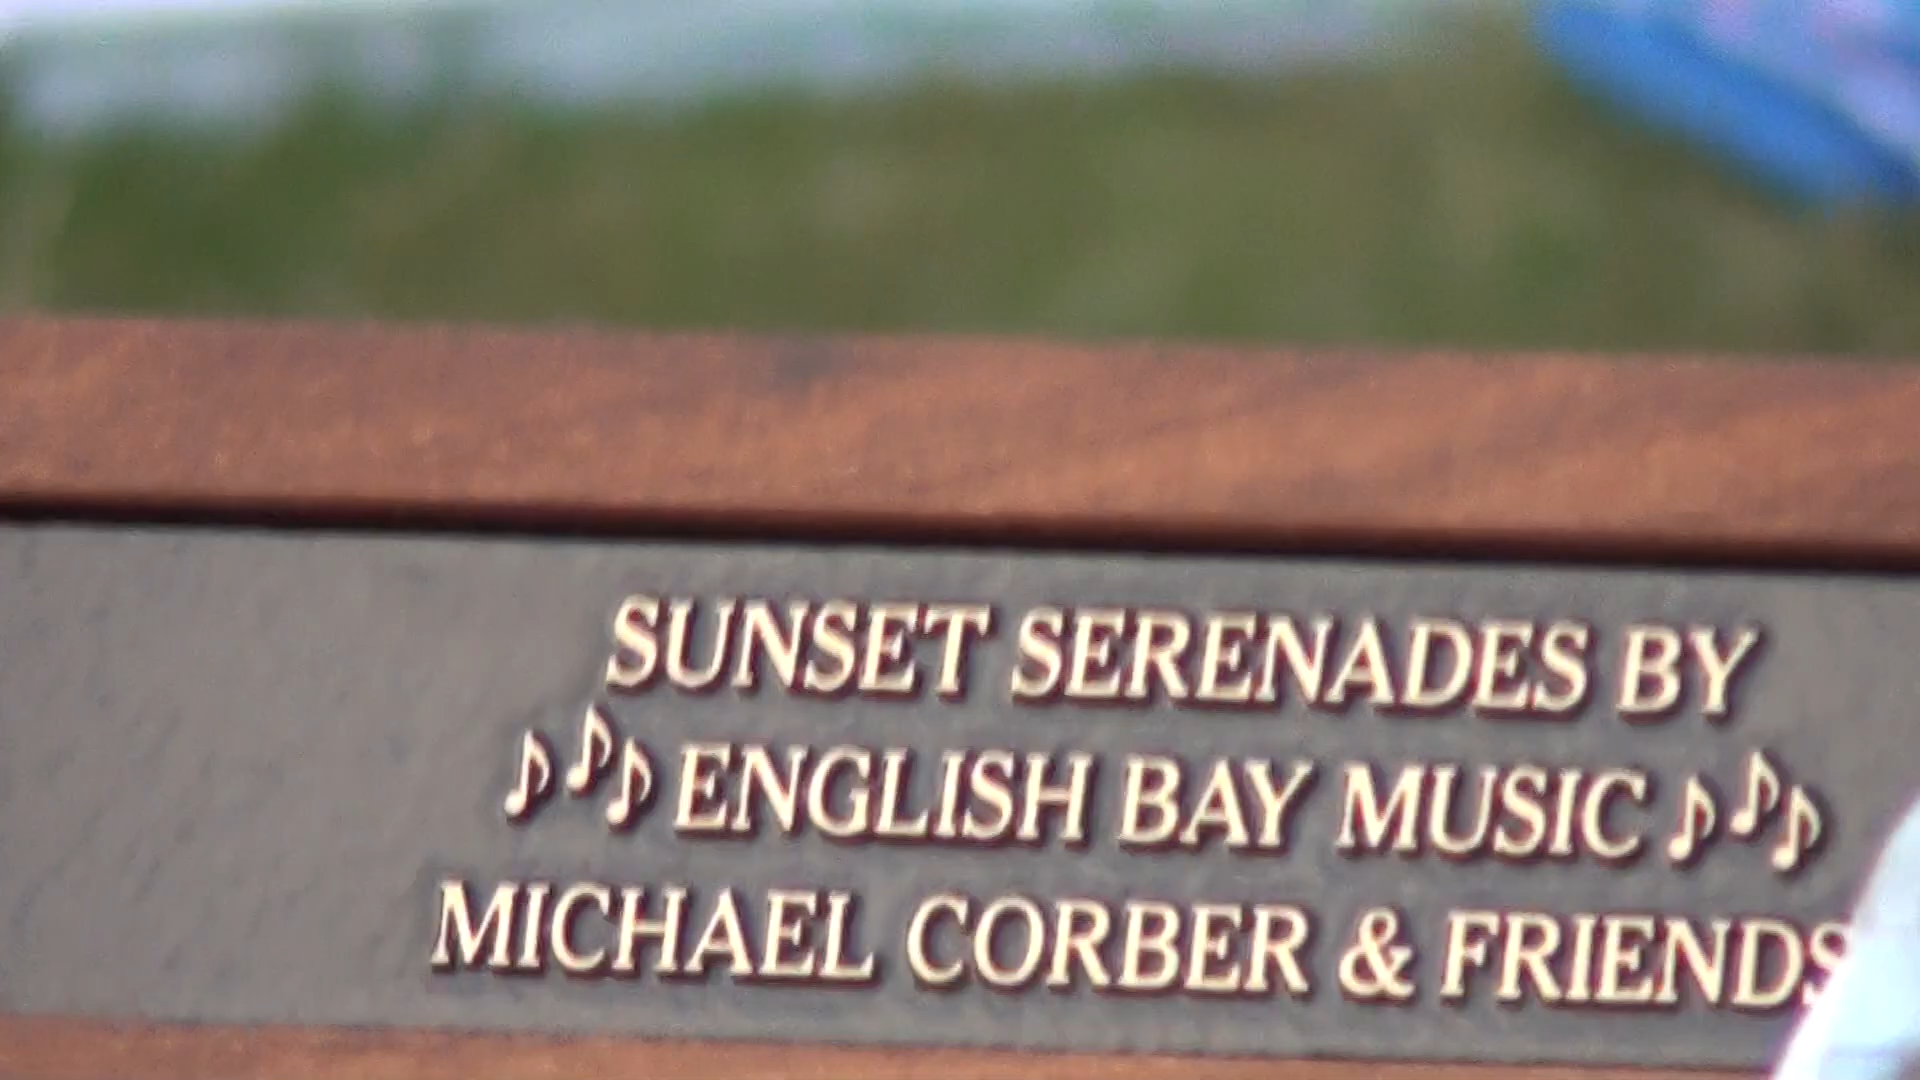 SUNSET SERENADES BY
♪♪♪ ENGLISH BAY MUSIC ♪♪♪
MICHAEL CORBER & FRIENDS